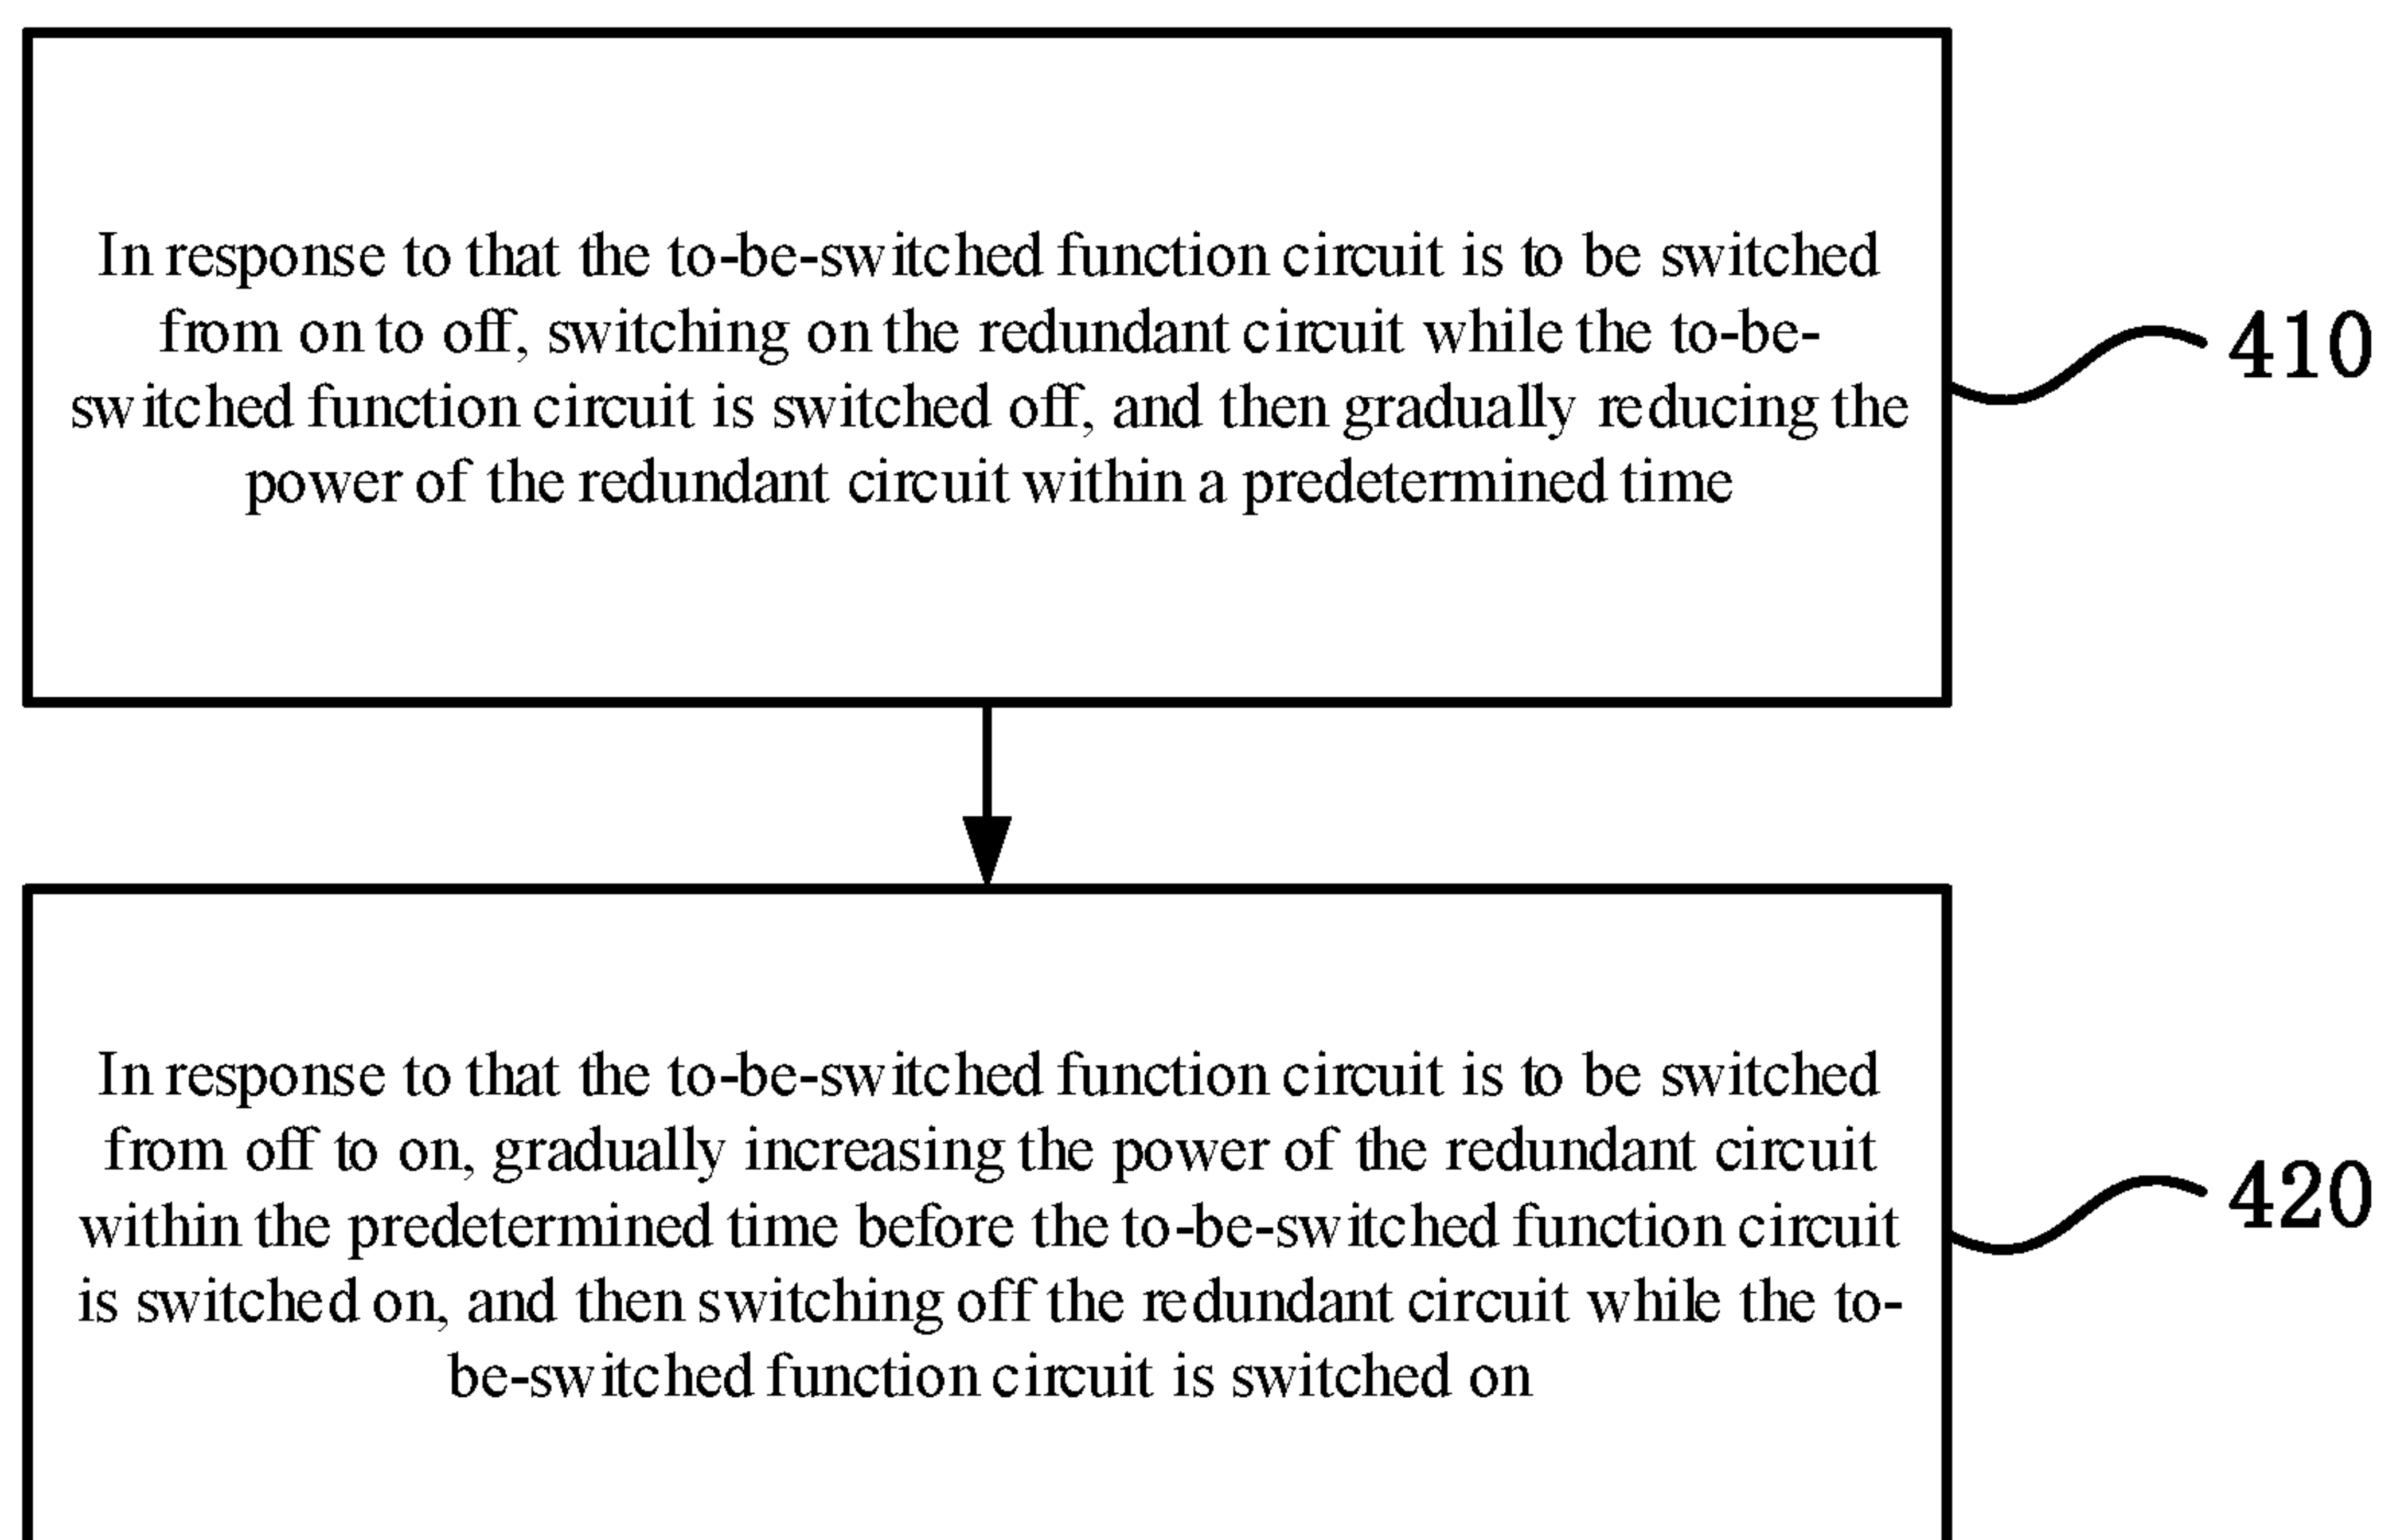 In response to that the to-be-switched function circuit is to be switched
from on to off, switching on the redundant circuit while the to-be-
switched function circuit is switched off, and then gradually reducing the
power of the redundant circuit within a predetermined time
410
In response to that the to-be-switched function circuit is to be switched
from off to on, gradually increasing the power of the redundant circuit
within the predetermined time before the to-be-switched function circuit
is switched on, and then switching off the redundant circuit while the to-
be-switched function circuit is switched on
420